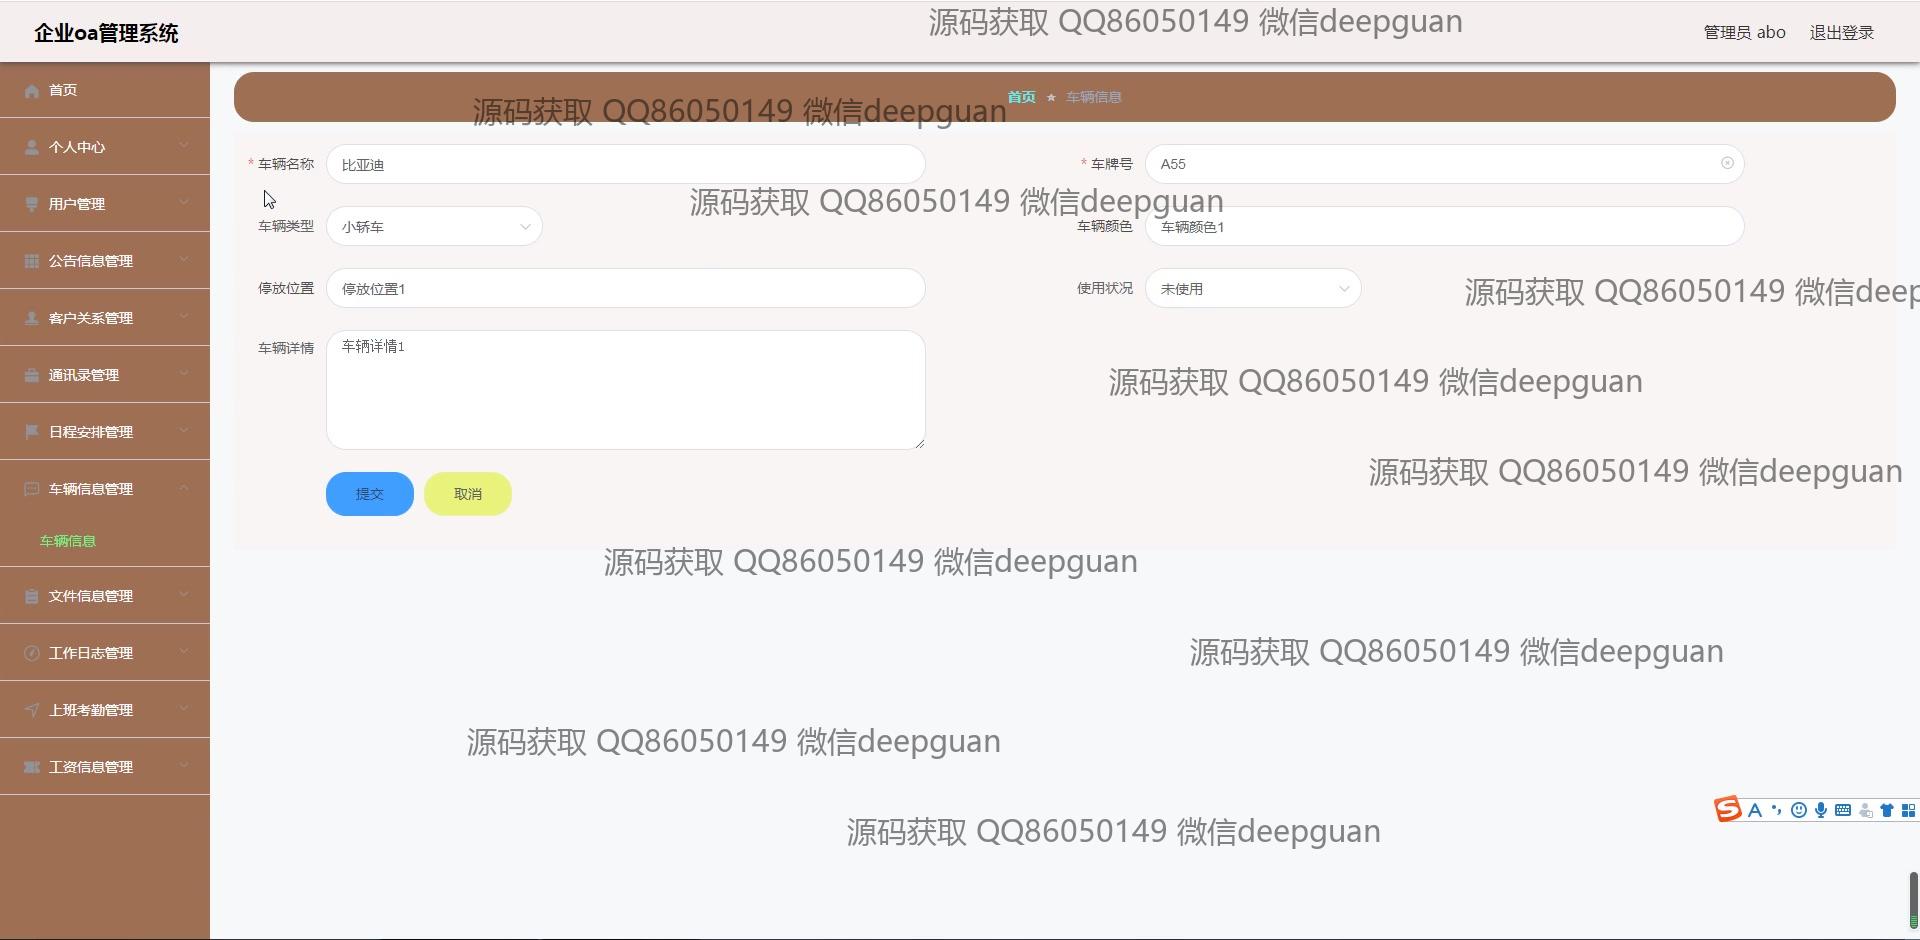 企业oa管理系统
源码获取 QQ86050149 微信deepguan
管理员 abo
退出登录
首页
个人中心
用户管理
公告信息管理
客户关系管理
通讯录管理
日程安排管理
车辆信息管理
车辆信息
文件信息管理
工作日志管理
上班考勤管理
工资信息管理
首页 ★ 车辆信息
源码获取 QQ86050149 微信deepguan
* 车辆名称 比亚迪
* 车牌号 A55
源码获取 QQ86050149 微信deepguan
车辆类型 小轿车
车辆颜色 车辆颜色1
停放位置 停放位置1
使用状况 未使用
源码获取 QQ86050149 微信deep
车辆详情 车辆详情1
源码获取 QQ86050149 微信deepguan
源码获取 QQ86050149 微信deepguan
提交 取消
源码获取 QQ86050149 微信deepguan
源码获取 QQ86050149 微信deepguan
源码获取 QQ86050149 微信deepguan
源码获取 QQ86050149 微信deepguan